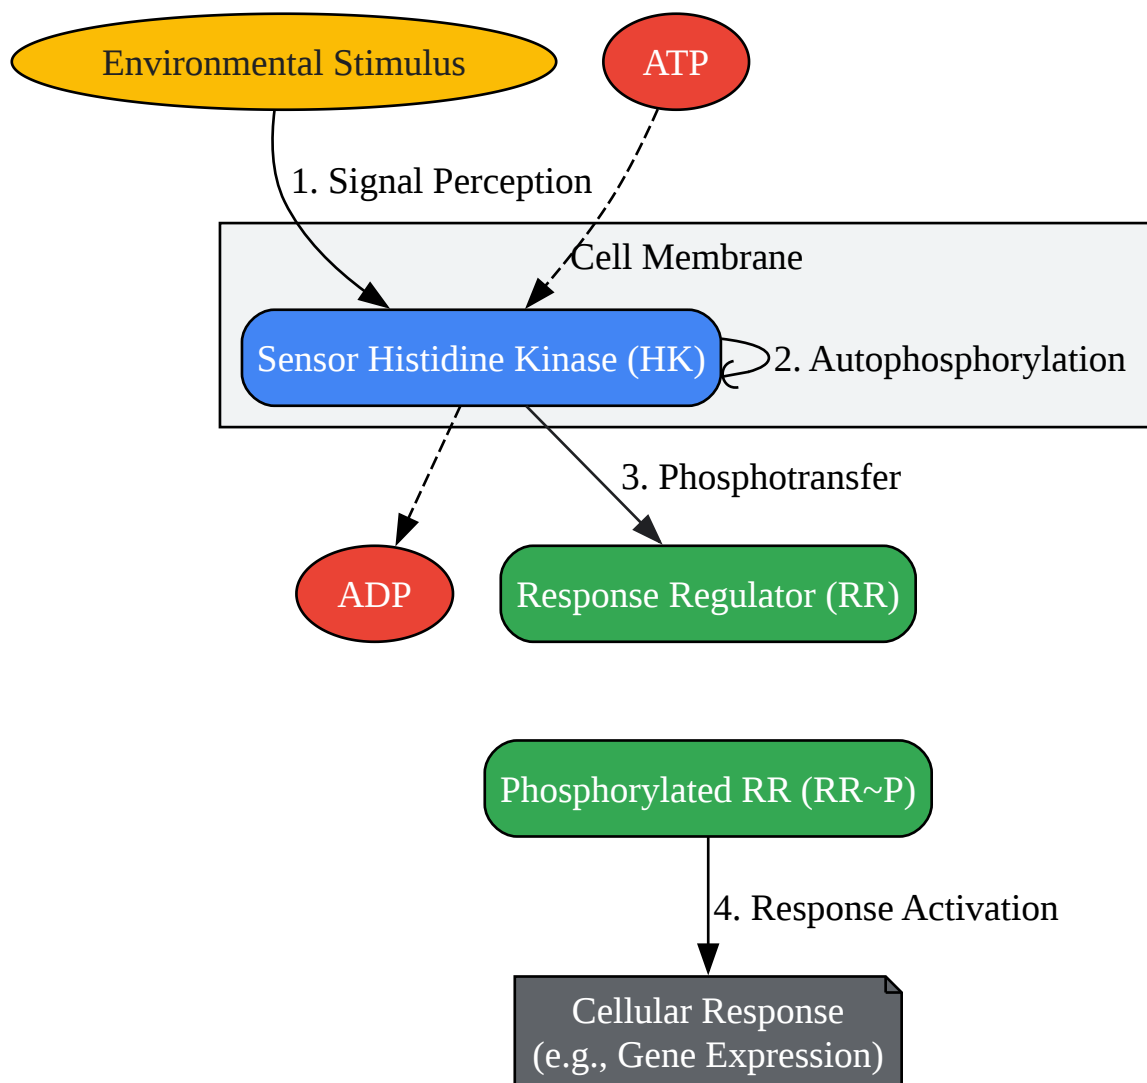 Environmental Stimulus
ATP
1. Signal Perception
Cell Membrane
Sensor Histidine Kinase (HK)
2. Autophosphorylation
3. Phosphotransfer
ADP
Response Regulator (RR)
Phosphorylated RR (RR~P)
4. Response Activation
Cellular Response
(e.g., Gene Expression)